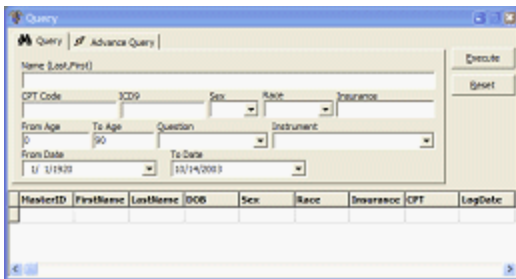 Query
Query Advance Query
Name (Last,First)
Execute
Reset
CPT Code ICD9 Sex Race Insurance
From Age To Age Question Instrument
0 90
From Date To Date
1/ 1/1920 10/14/2003
MasterID FirstName LastName DOB Sex Race Insurance CPT LogDate